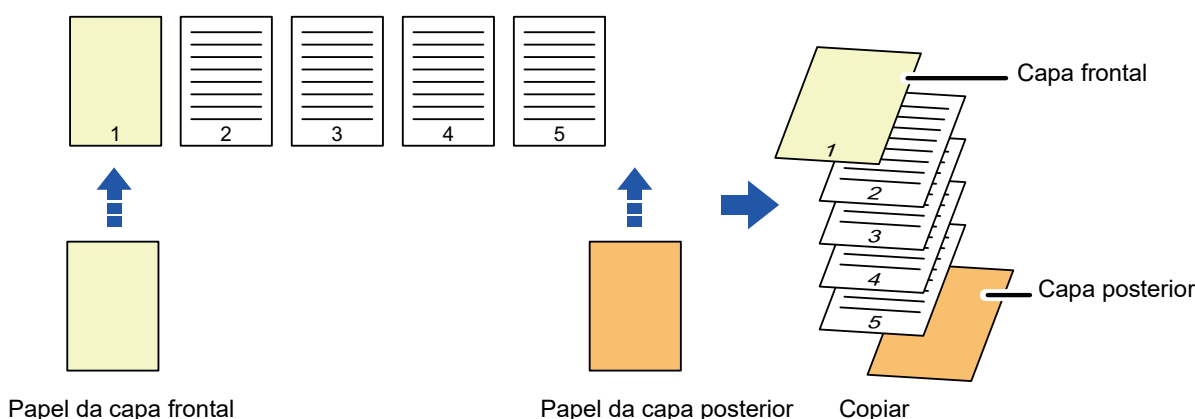 1 2 3 4 5
Capa frontal
1
2
3
4
5
Capa posterior
Papel da capa frontal
Papel da capa posterior
Copiar